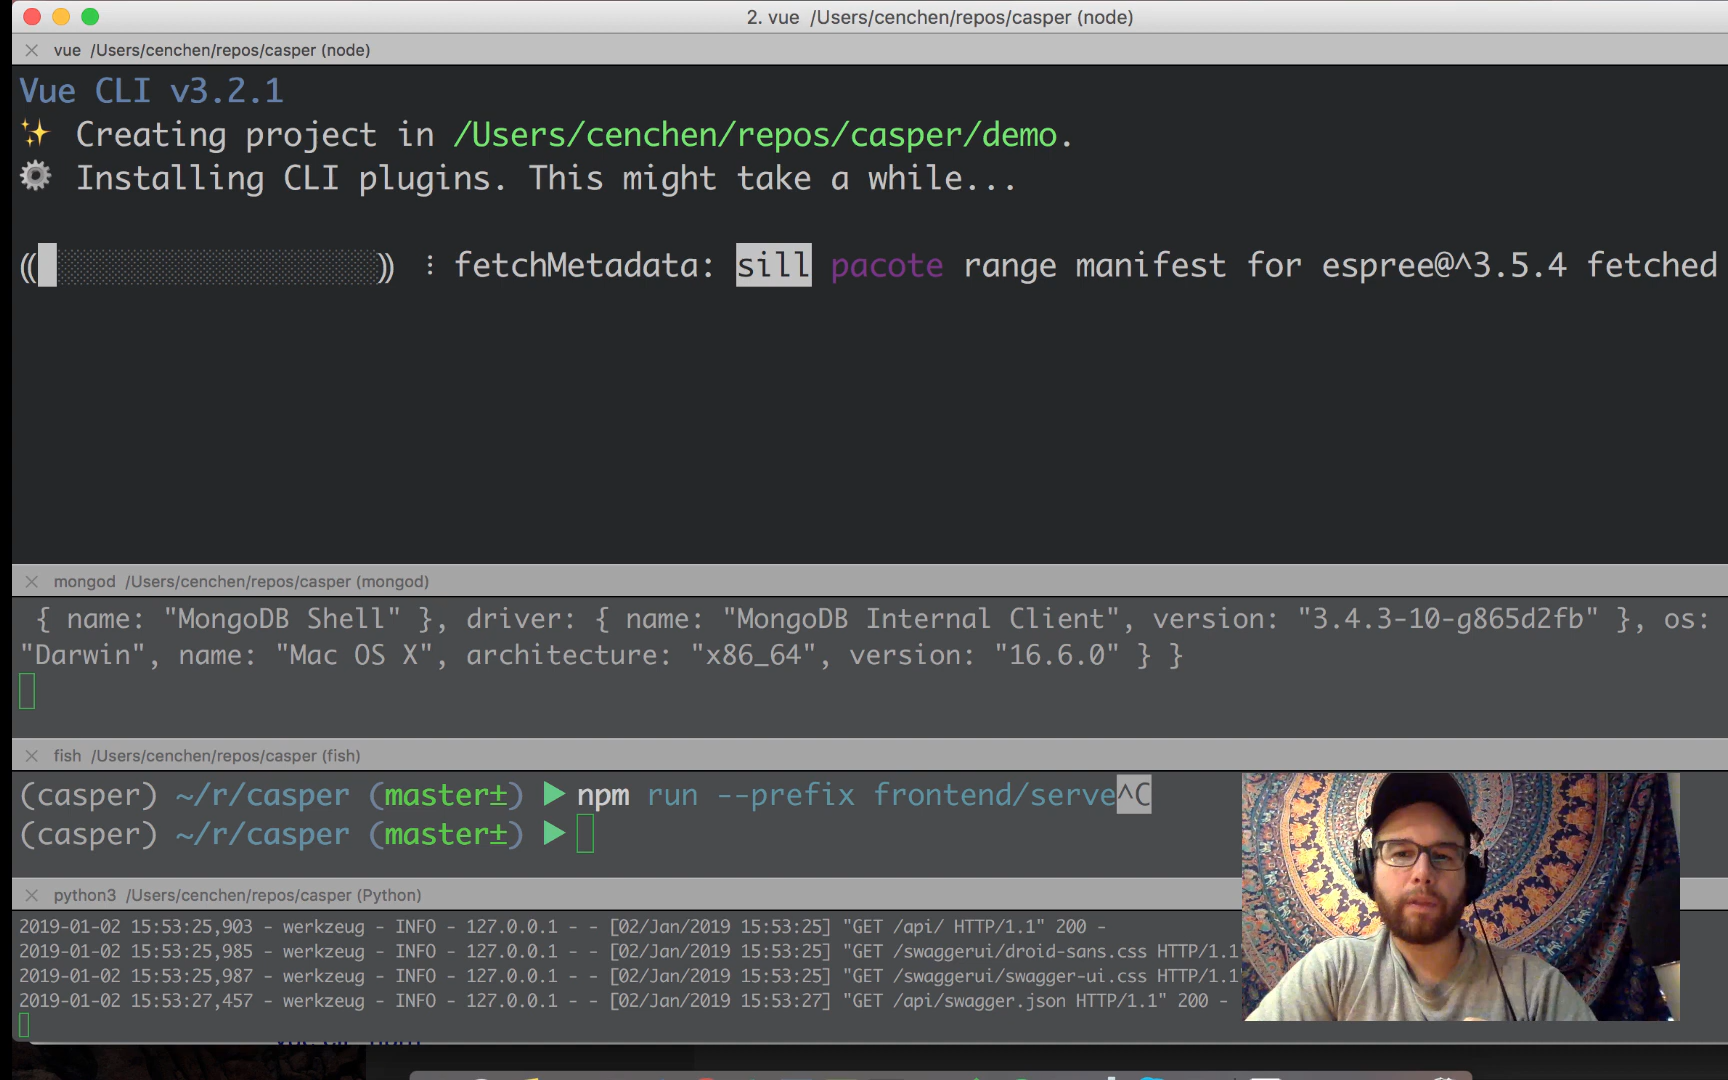 2. vue  /Users/cenchen/repos/casper (node)
vue  /Users/cenchen/repos/casper (node)
Vue CLI v3.2.1
✨ Creating project in /Users/cenchen/repos/casper/demo.
⚙ Installing CLI plugins. This might take a while...
⸨░░░░░░░░░░░░░░░░░░⸩ ⠸ fetchMetadata: sill pacote range manifest for espree@^3.5.4 fetched
mongod  /Users/cenchen/repos/casper (mongod)
{ name: "MongoDB Shell" }, driver: { name: "MongoDB Internal Client", version: "3.4.3-10-g865d2fb" }, os:
"Darwin", name: "Mac OS X", architecture: "x86_64", version: "16.6.0" } }
fish  /Users/cenchen/repos/casper (fish)
(casper) ~/r/casper (master±) ▶ npm run --prefix frontend/serve^C
(casper) ~/r/casper (master±) ▶
python3  /Users/cenchen/repos/casper (Python)
2019-01-02 15:53:25,903 - werkzeug - INFO - 127.0.0.1 - - [02/Jan/2019 15:53:25] "GET /api/ HTTP/1.1" 200 -
2019-01-02 15:53:25,985 - werkzeug - INFO - 127.0.0.1 - - [02/Jan/2019 15:53:25] "GET /swaggerui/droid-sans.css HTTP/1.1
2019-01-02 15:53:25,987 - werkzeug - INFO - 127.0.0.1 - - [02/Jan/2019 15:53:25] "GET /swaggerui/swagger-ui.css HTTP/1.1
2019-01-02 15:53:27,457 - werkzeug - INFO - 127.0.0.1 - - [02/Jan/2019 15:53:27] "GET /api/swagger.json HTTP/1.1" 200 -